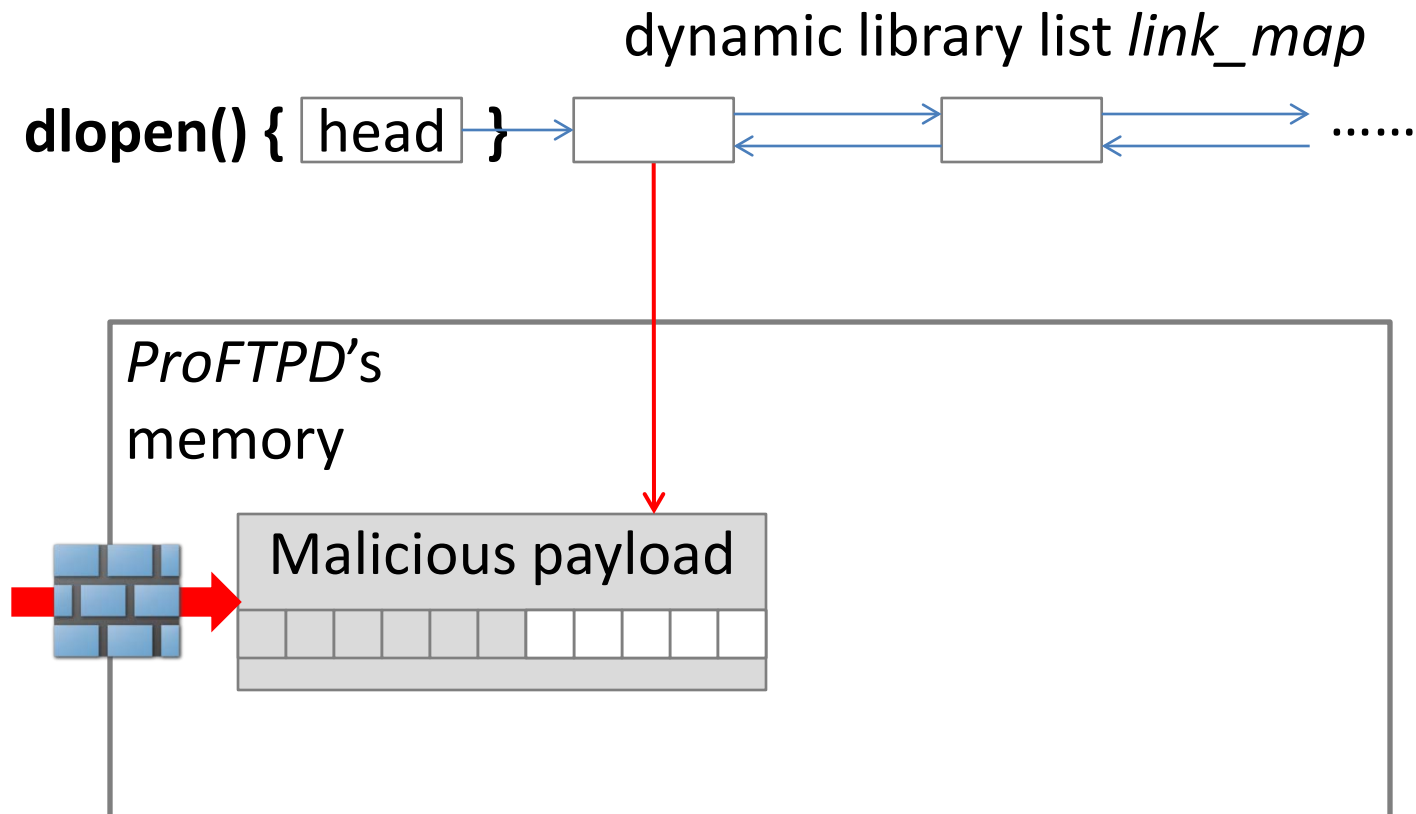 dynamic library list link_map
dlopen() { head } ……
ProFTPD’s
memory
Malicious payload